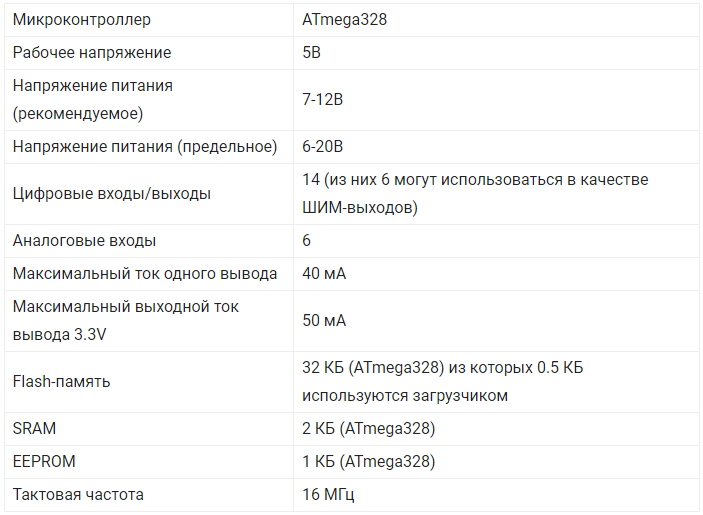 Микроконтроллер
ATmega328
Рабочее напряжение
5В
Напряжение питания
(рекомендуемое)
7-12В
Напряжение питания (предельное)
6-20В
Цифровые входы/выходы
14 (из них 6 могут использоваться в качестве
ШИМ-выходов)
Аналоговые входы
6
Максимальный ток одного вывода
40 мА
Максимальный выходной ток
вывода 3.3V
50 мА
Flash-память
32 КБ (ATmega328) из которых 0.5 КБ
используются загрузчиком
SRAM
2 КБ (ATmega328)
EEPROM
1 КБ (ATmega328)
Тактовая частота
16 МГц